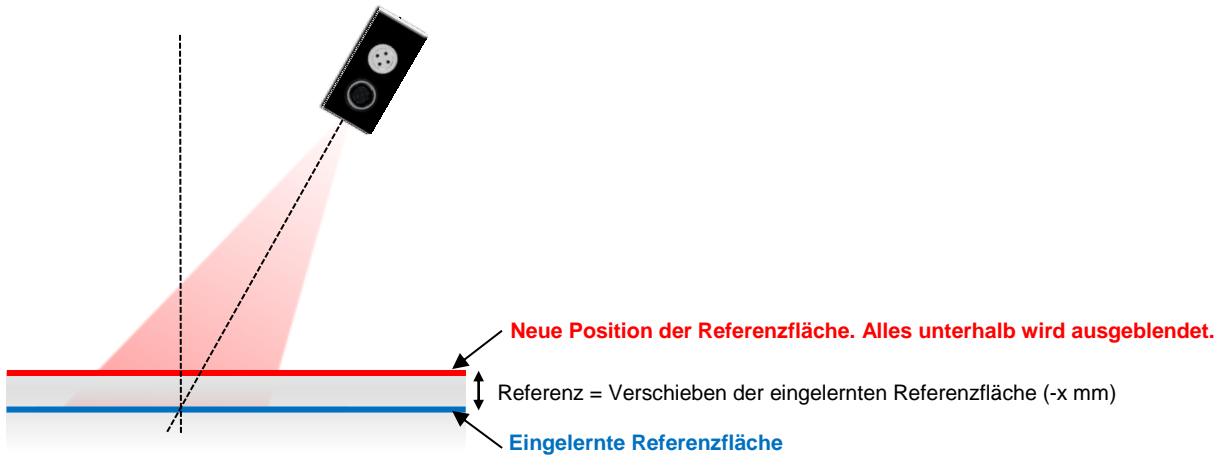 Neue Position der Referenzfläche. Alles unterhalb wird ausgeblendet.
Referenz = Verschieben der eingelernten Referenzfläche (-x mm)
Eingelernte Referenzfläche